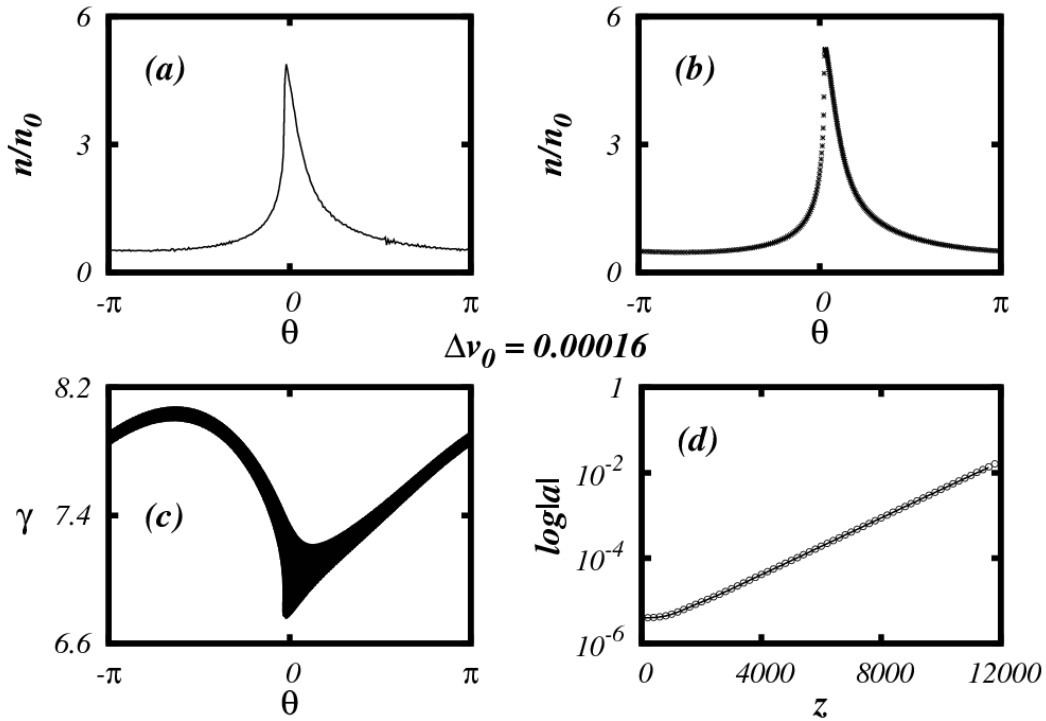 6 (a) 6 (b)
n/n0 3 n/n0 3
0 0
-π 0 π -π 0 π
θ θ
Δv0 = 0.00016
8.2 1
(d)
10-2
γ 7.4 (c) log|a| 10-4
6.6 10-6
-π 0 π 0 4000 8000 12000
θ z